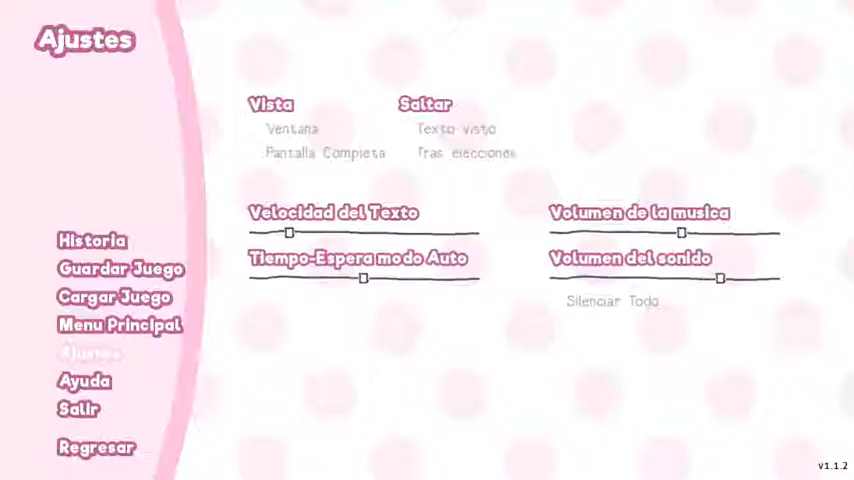 Ajustes
Vista
Saltar
Ventana
Texto visto
Pantalla Completa
Tras elecciones
Velocidad del Texto
Volumen de la musica
Tiempo-Espera modo Auto
Volumen del sonido
Silenciar Todo
Historia
Guardar Juego
Cargar Juego
Menu Principal
Ajustes
Ayuda
Salir
Regresar
v1.1.2